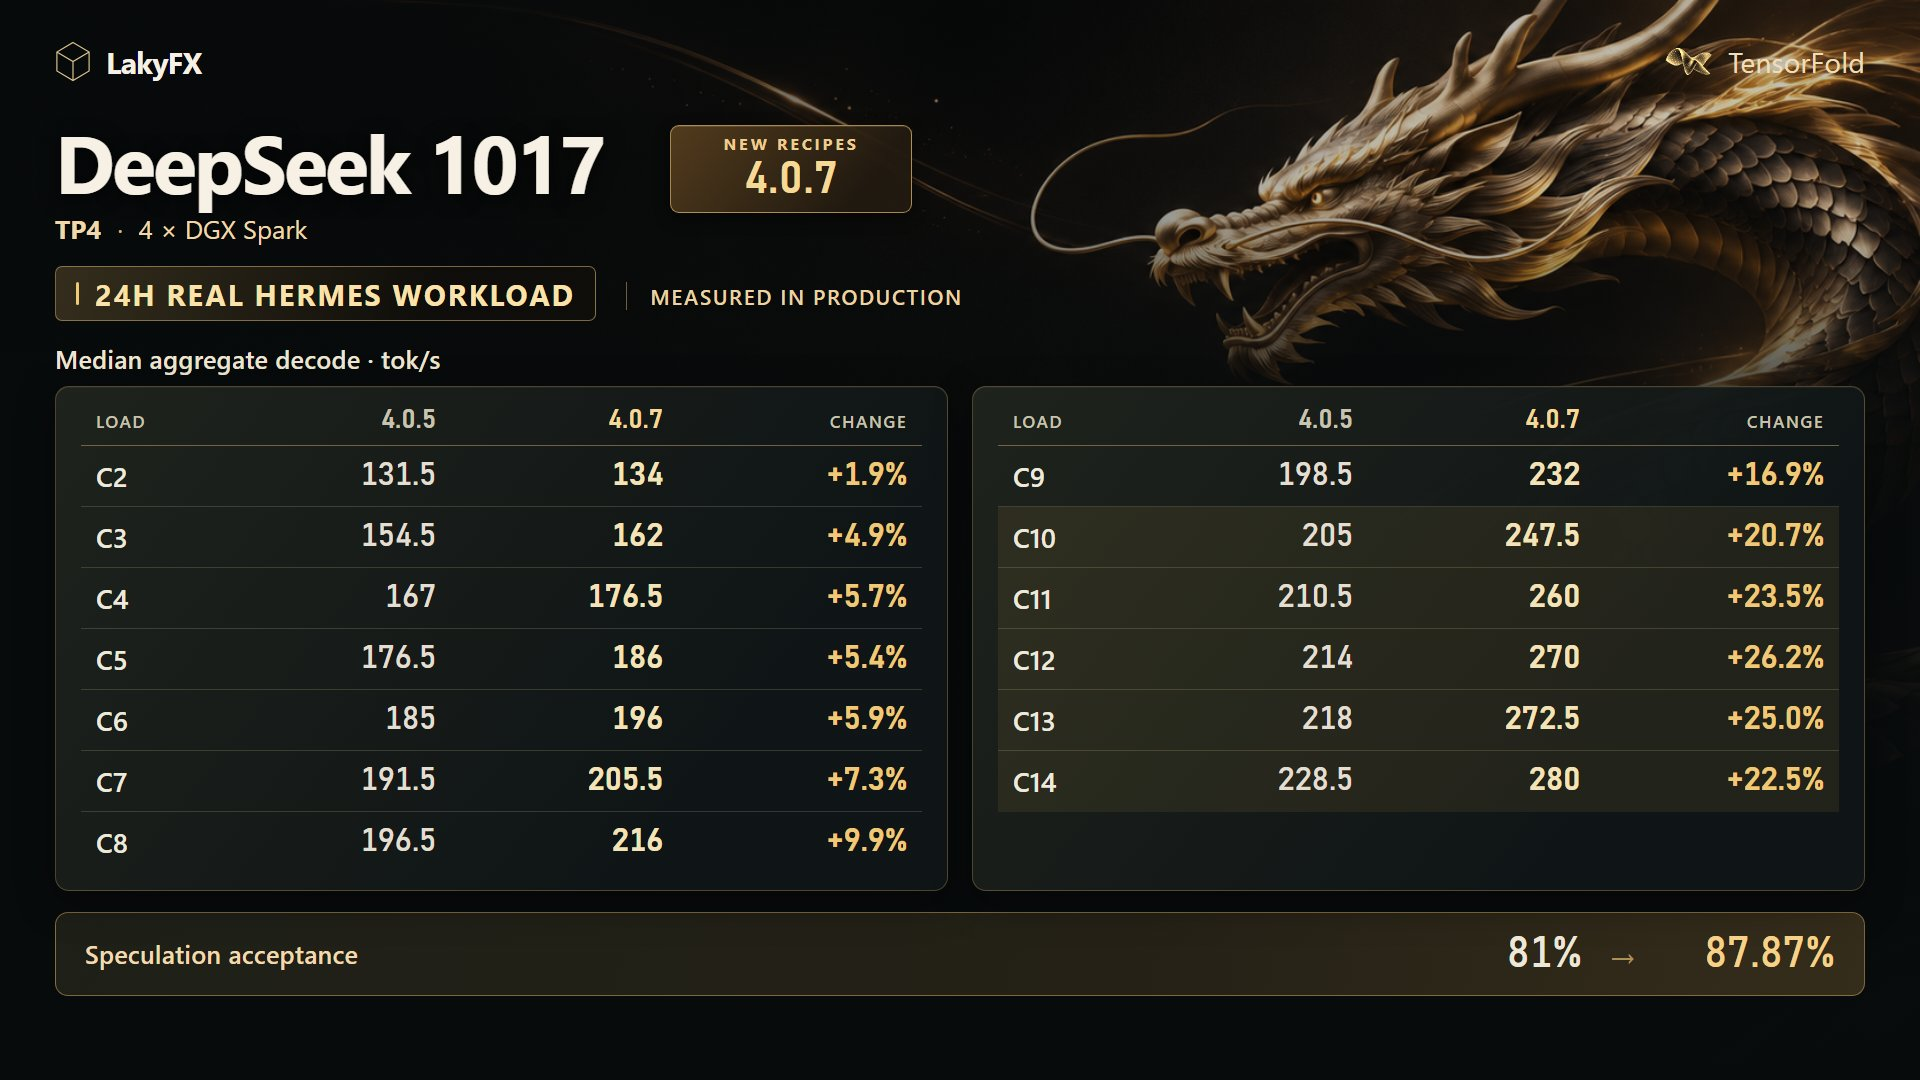 LakyFX
TensorFold
DeepSeek 1017
NEW RECIPES
4.0.7
TP4 · 4 × DGX Spark
24H REAL HERMES WORKLOAD
MEASURED IN PRODUCTION
Median aggregate decode · tok/s
LOAD 4.0.5 4.0.7 CHANGE
C2 131.5 134 +1.9%
C3 154.5 162 +4.9%
C4 167 176.5 +5.7%
C5 176.5 186 +5.4%
C6 185 196 +5.9%
C7 191.5 205.5 +7.3%
C8 196.5 216 +9.9%
LOAD 4.0.5 4.0.7 CHANGE
C9 198.5 232 +16.9%
C10 205 247.5 +20.7%
C11 210.5 260 +23.5%
C12 214 270 +26.2%
C13 218 272.5 +25.0%
C14 228.5 280 +22.5%
Speculation acceptance 81% → 87.87%